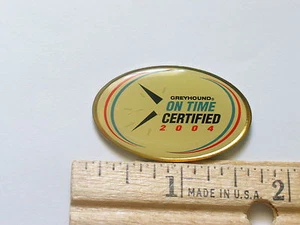 GREYHOUND®
ON TIME
CERTIFIED
2004
1 MADE IN U.S.A. 2